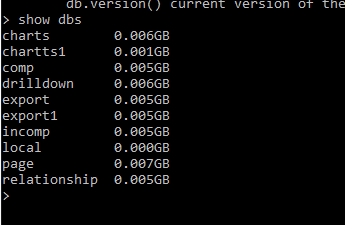 db.version() current version of the
> show dbs
charts 0.006GB
chartts1 0.001GB
comp 0.005GB
drilldown 0.006GB
export 0.005GB
export1 0.005GB
incomp 0.005GB
local 0.000GB
page 0.007GB
relationship 0.005GB
>